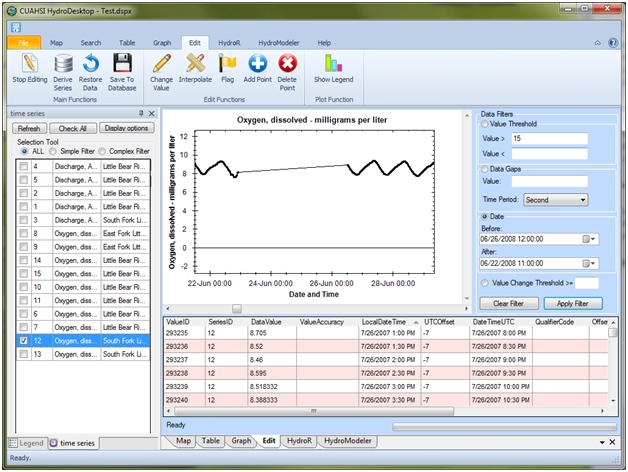 CUAHSI HydroDesktop - Test.dspx
File Map Search Table Graph Edit HydroR HydroModeler Help
Stop Editing Derive Series Restore Data Save To Database Change Value Interpolate Flag Add Point Delete Point Show Legend
Main Functions Edit Functions Plot Function
time series
Refresh Check All Display options
Selection Tool
ALL Simple Filter Complex Filter
4 Discharge, A... Little Bear Ri...
5 Discharge, A... Little Bear Ri...
2 Discharge, A... Little Bear Ri...
1 Discharge, A... Little Bear Ri...
3 Discharge, A... South Fork Li...
8 Oxygen, diss... East Fork Litt...
9 Oxygen, diss... Little Bear Ri...
14 Oxygen, diss... Little Bear Ri...
15 Oxygen, diss... Little Bear Ri...
10 Oxygen, diss... Little Bear Ri...
11 Oxygen, diss... Little Bear Ri...
6 Oxygen, diss... Little Bear Ri...
7 Oxygen, diss... Little Bear Ri...
12 Oxygen, diss... South Fork Li...
13 Oxygen, diss... South Fork Li...
Legend time series
Oxygen, dissolved - milligrams per liter
Oxygen, dissolved - milligrams per liter
12
10
8
6
4
2
0
-2
22-Jun 00:00 24-Jun 00:00 26-Jun 00:00 28-Jun 00:00
Date and Time
Data Filters
Value Threshold
Value > 15
Value <
Data Gaps
Value:
Time Period: Second
Date
Before:
06/26/2008 12:00:00
After:
06/22/2008 11:00:00
Value Change Threshold >=
Clear Filter Apply Filter
ValueID SeriesID DataValue ValueAccuracy LocalDateTime UTCOffset DateTimeUTC QualifierCode Offse
293235 12 8.705 7/26/2007 1:00 PM -7 7/26/2007 8:00 PM
293236 12 8.52 7/26/2007 1:30 PM -7 7/26/2007 8:30 PM
293237 12 8.46 7/26/2007 2:00 PM -7 7/26/2007 9:00 PM
293238 12 8.595 7/26/2007 2:30 PM -7 7/26/2007 9:30 PM
293239 12 8.518332 7/26/2007 3:00 PM -7 7/26/2007 10:00 PM
293240 12 8.388333 7/26/2007 3:30 PM -7 7/26/2007 10:30 PM
Ready
Map Table Graph Edit HydroR HydroModeler
Ready.